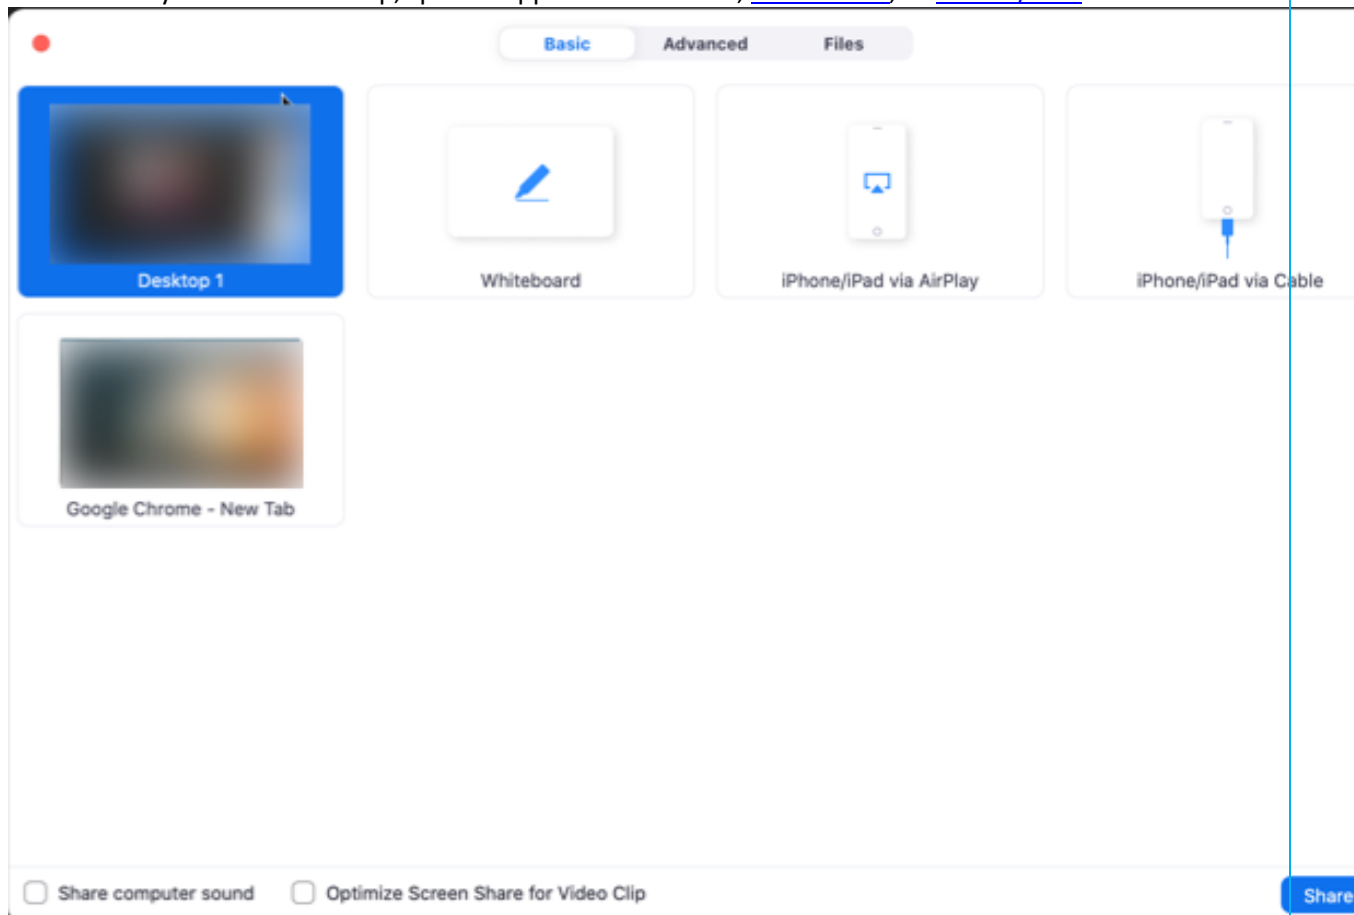 Basic Advanced Files
Desktop 1 Whiteboard iPhone/iPad via AirPlay iPhone/iPad via Cable
Google Chrome - New Tab
Share computer sound Optimize Screen Share for Video Clip Share